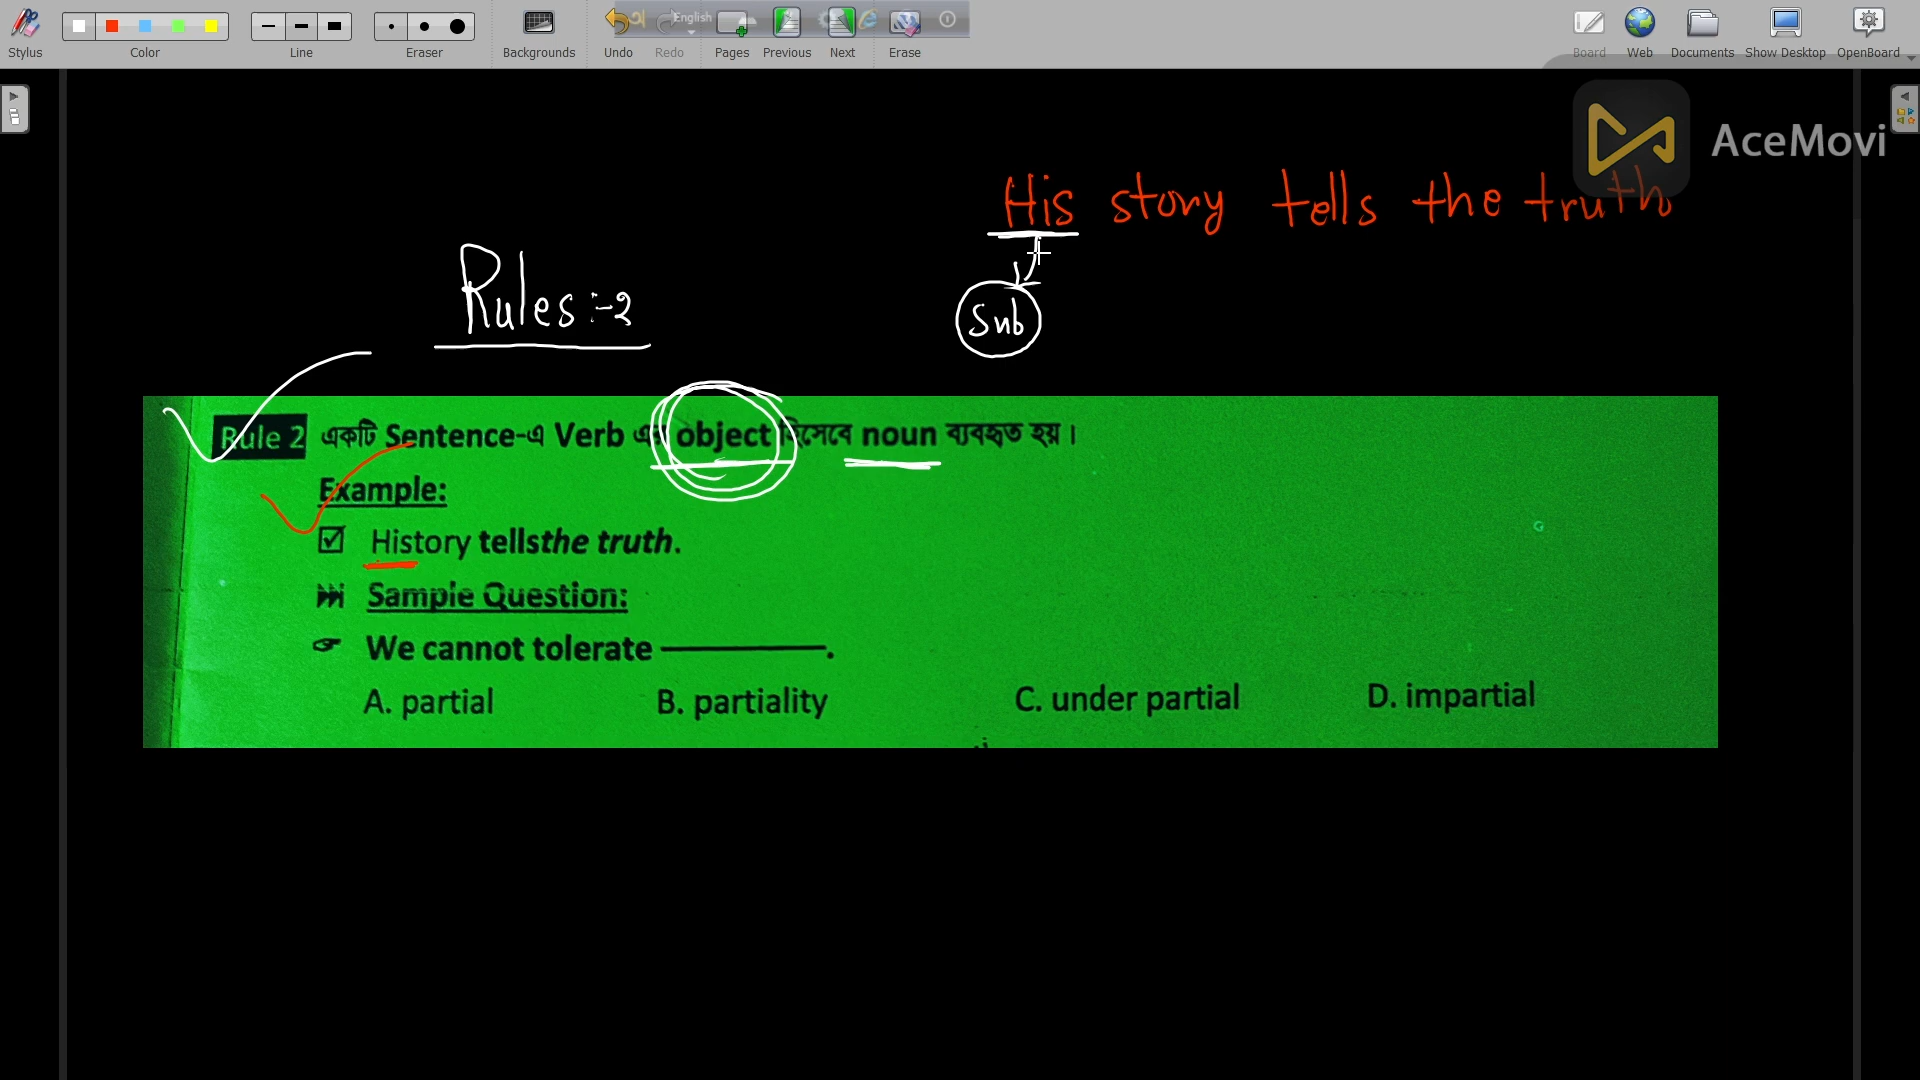 English
Stylus Color Line Eraser Backgrounds Undo Redo Pages Previous Next Erase Board Web Documents Show Desktop OpenBoard
AceMovi
His story tells the truth
Rules :-2
Sub
Rule 2 একটি Sentence-এ Verb এর object হিসেবে noun ব্যবহৃত হয়।
Example:
History tellsthe truth.
Sample Question:
We cannot tolerate ————.
A. partial B. partiality C. under partial D. impartial